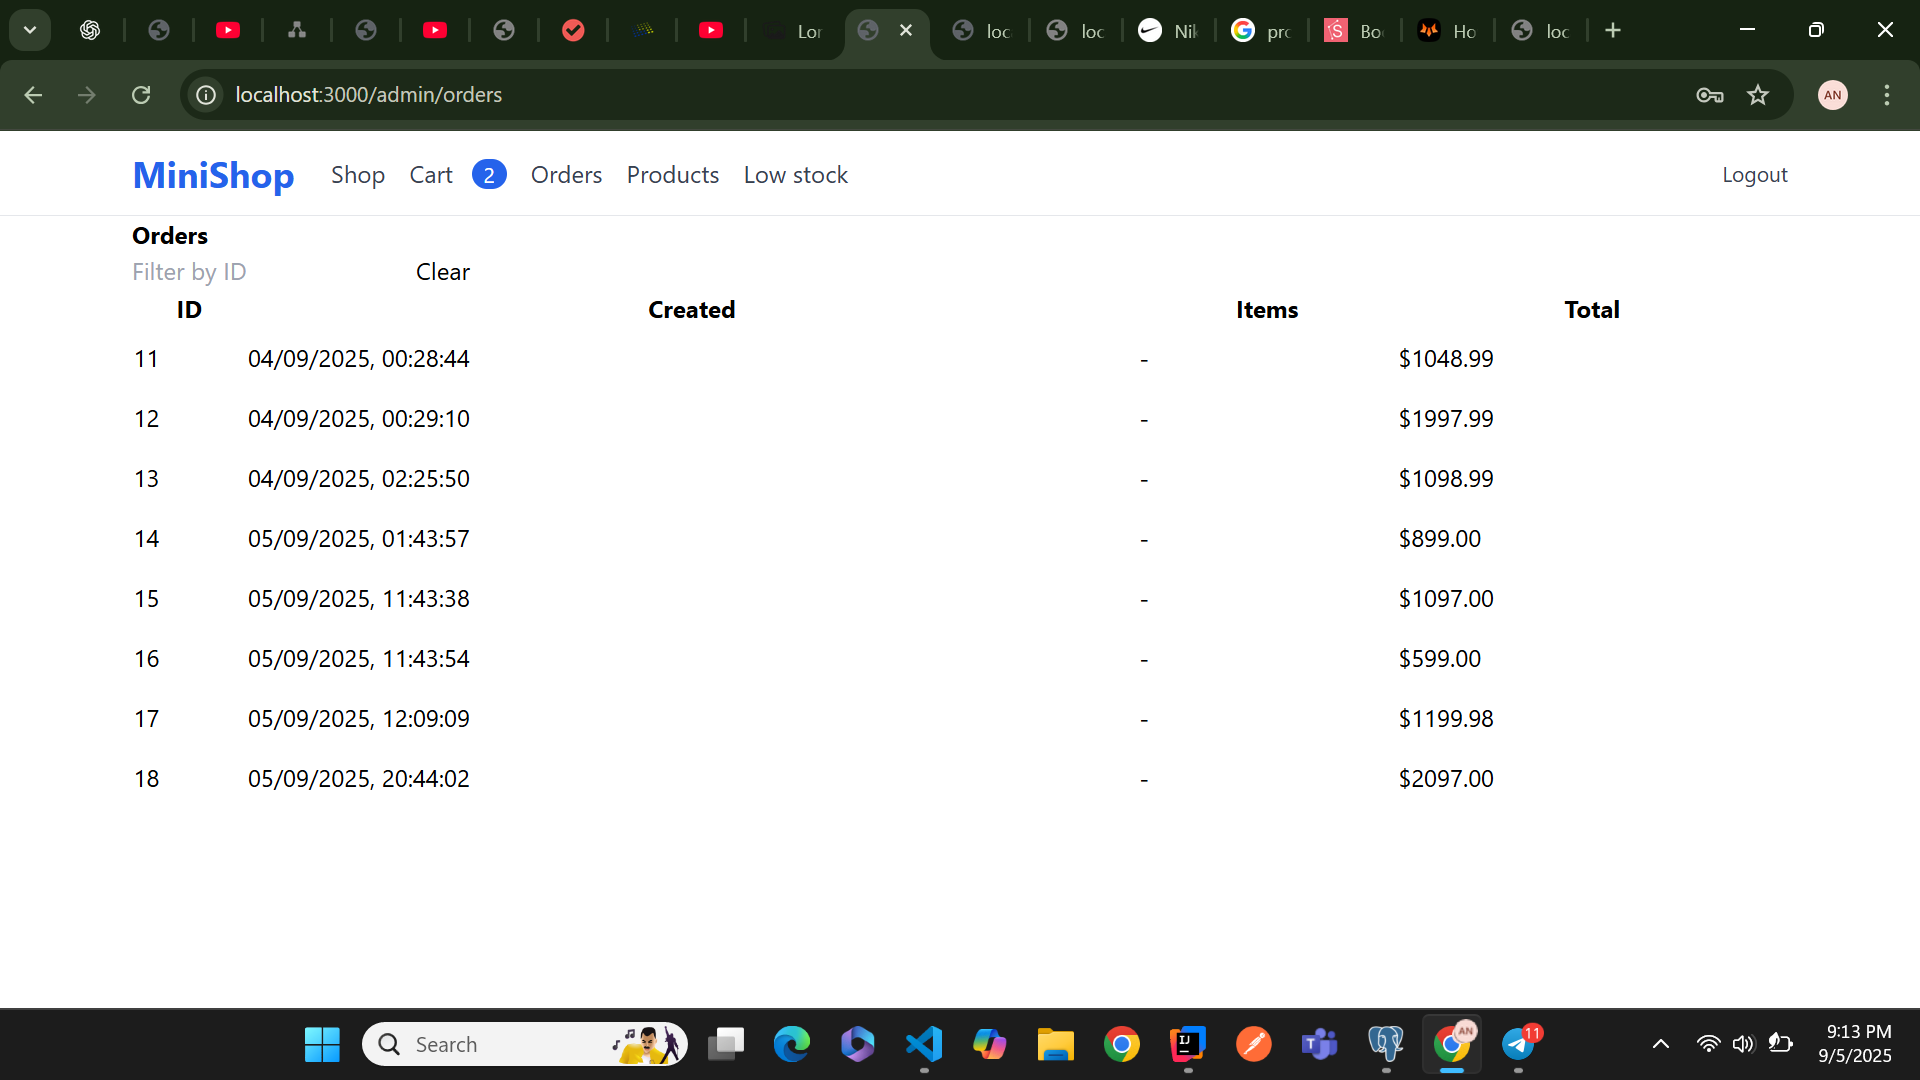 Lor
loc
loc
Nik
pro
Bo
Ho
loc
localhost:3000/admin/orders
AN
MiniShop Shop Cart 2 Orders Products Low stock Logout
Orders
Filter by ID Clear
ID Created Items Total
11 04/09/2025, 00:28:44 - $1048.99
12 04/09/2025, 00:29:10 - $1997.99
13 04/09/2025, 02:25:50 - $1098.99
14 05/09/2025, 01:43:57 - $899.00
15 05/09/2025, 11:43:38 - $1097.00
16 05/09/2025, 11:43:54 - $599.00
17 05/09/2025, 12:09:09 - $1199.98
18 05/09/2025, 20:44:02 - $2097.00
Search
AN
11
9:13 PM
9/5/2025